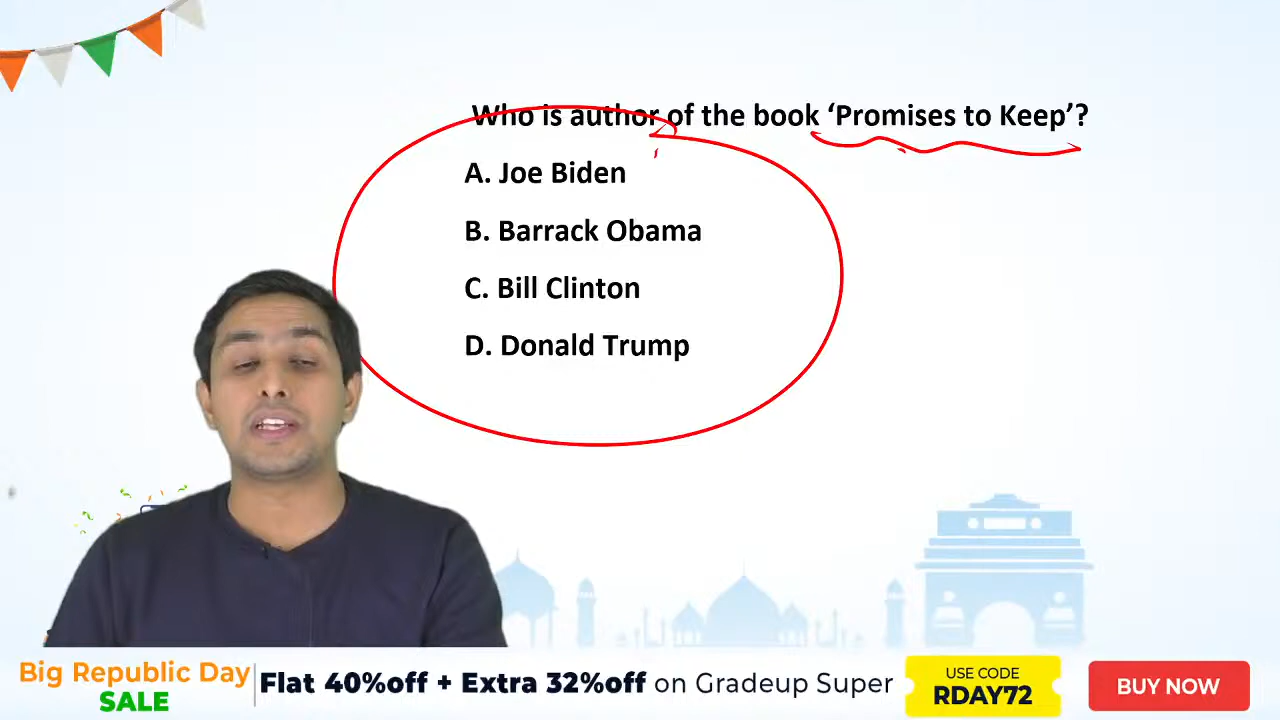 Who is author of the book ‘Promises to Keep’?
A. Joe Biden
B. Barrack Obama
C. Bill Clinton
D. Donald Trump
Big Republic Day
SALE
Flat 40%off + Extra 32%off on Gradeup Super
USE CODE
RDAY72
BUY NOW